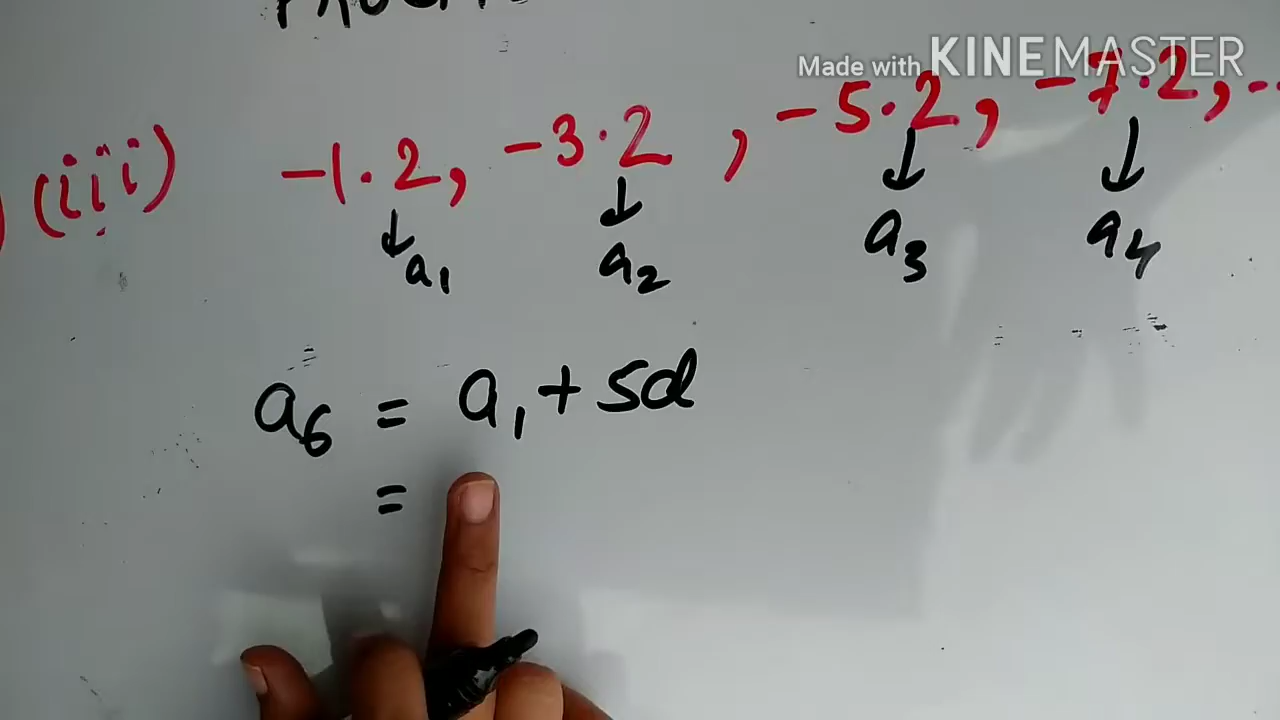 Made with KINEMASTER
(iii) -1.2, -3.2, -5.2, -7.2, ..
↓ ↓ ↓ ↓
a1 a2 a3 a4
a6 = a1 + 5d
=